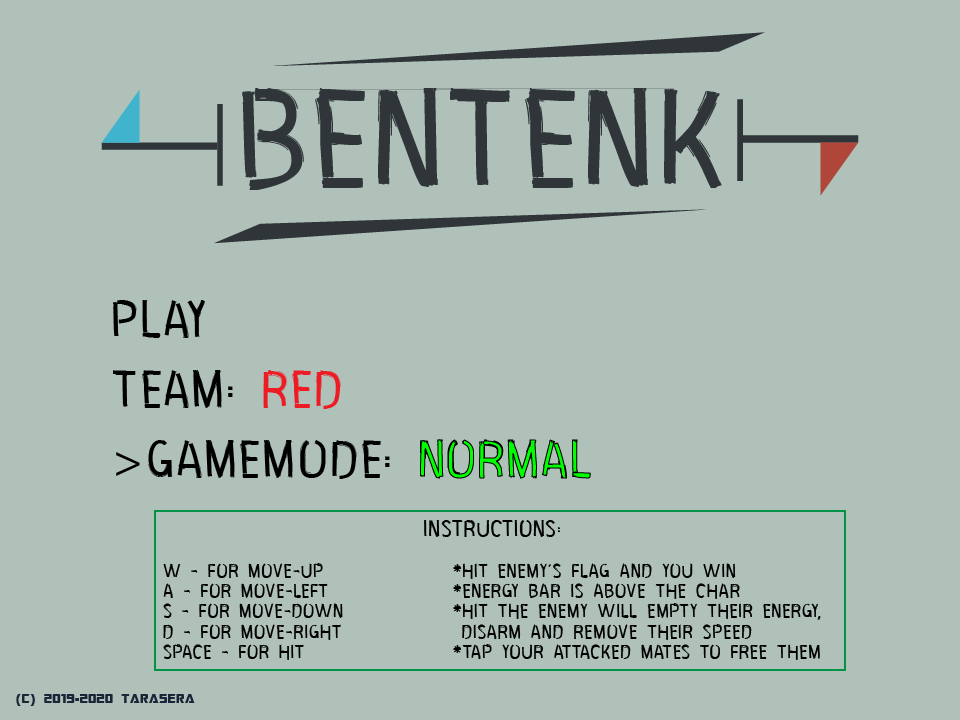 BENTENK
PLAY
TEAM: RED
>GAMEMODE: NORMAL
INSTRUCTIONS:
W - FOR MOVE-UP
A - FOR MOVE-LEFT
S - FOR MOVE-DOWN
D - FOR MOVE-RIGHT
SPACE - FOR HIT
*HIT ENEMY'S FLAG AND YOU WIN
*ENERGY BAR IS ABOVE THE CHAR
*HIT THE ENEMY WILL EMPTY THEIR ENERGY,
DISARM AND REMOVE THEIR SPEED
*TAP YOUR ATTACKED MATES TO FREE THEM
(C) 2019-2020 TARASERA